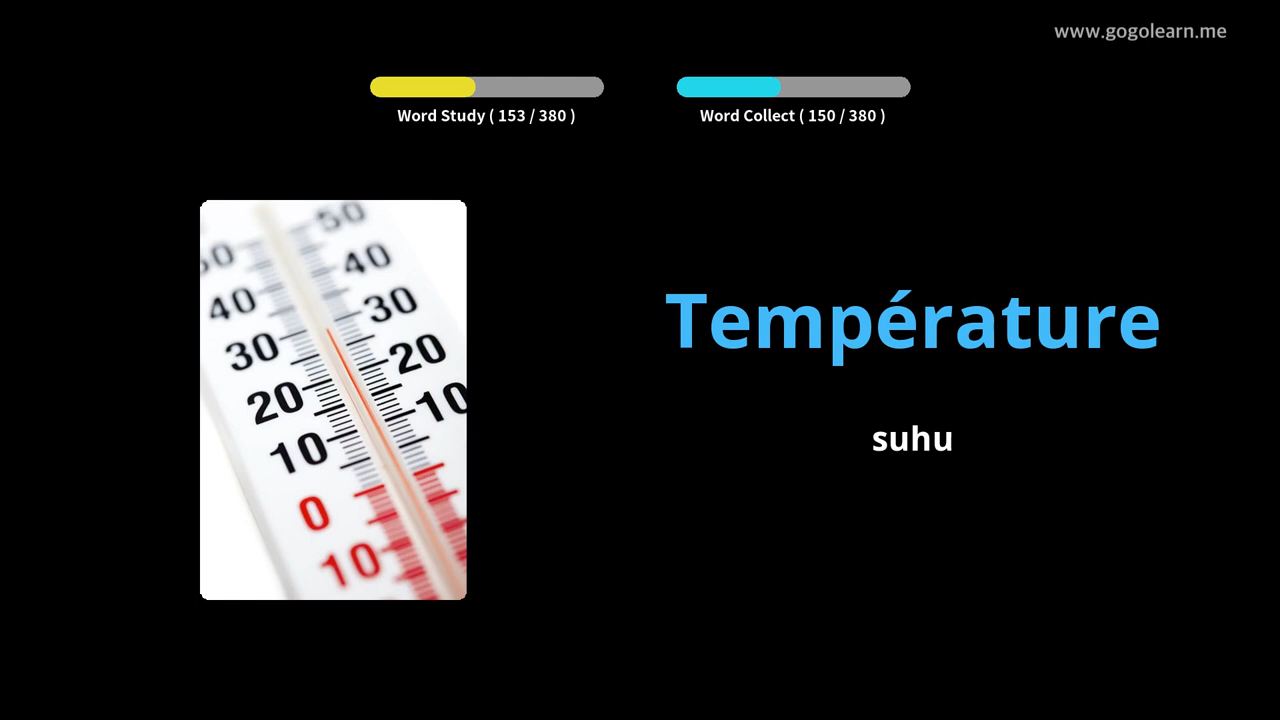 www.gogolearn.me
Word Study ( 153 / 380 )
Word Collect ( 150 / 380 )
50
40
40
30
30
20
20
10
10
0
10
Température
suhu